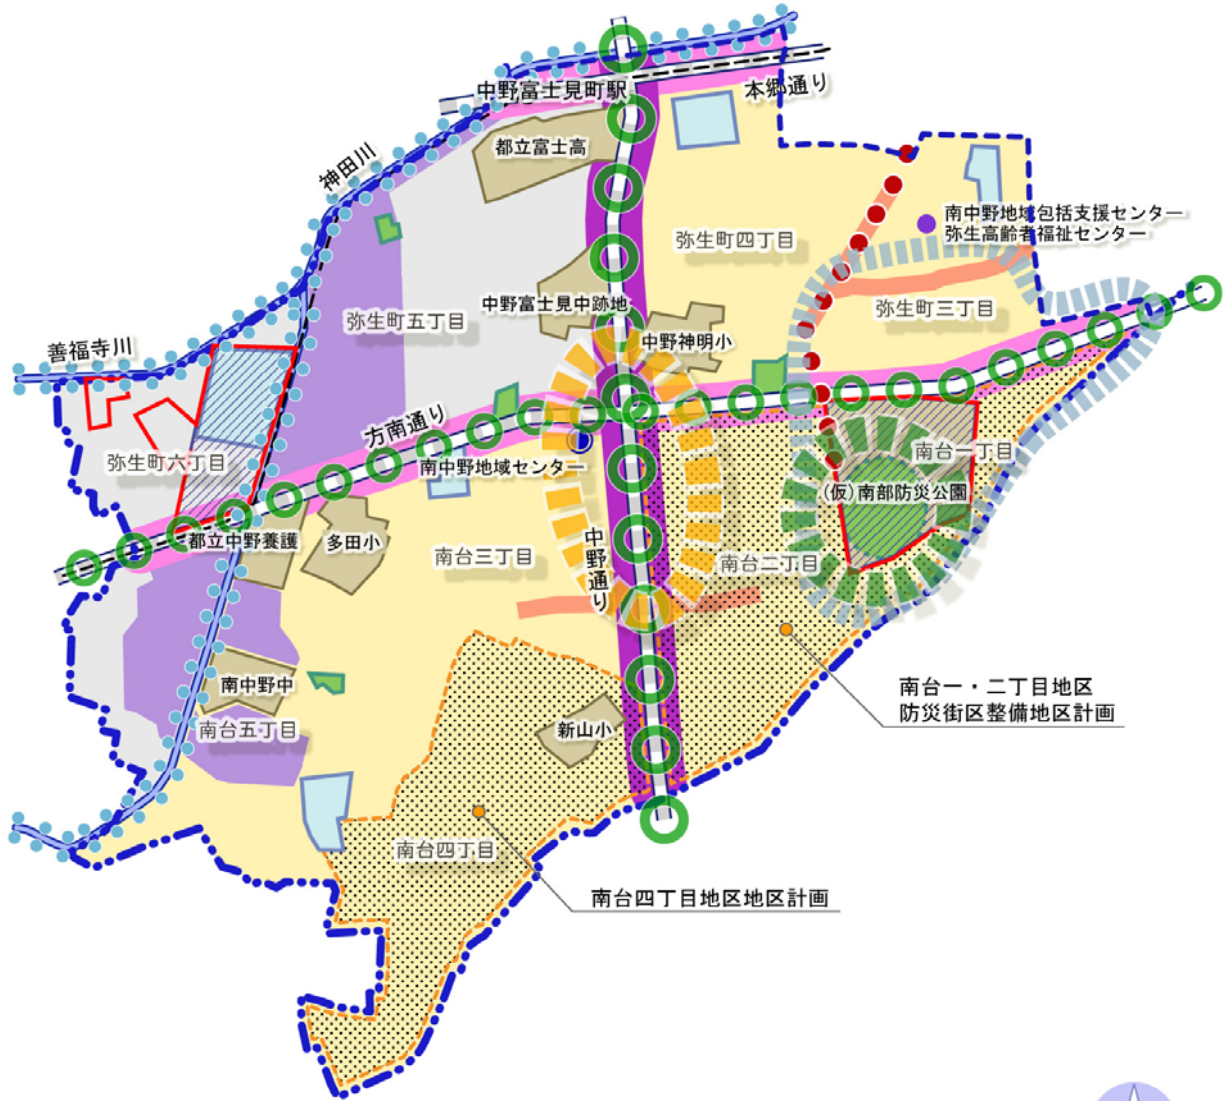 中野富士見町駅
本郷通り
都立富士高
神田川
南中野地域包括支援センター
弥生高齢者福祉センター
弥生町四丁目
中野富士見中跡地
弥生町三丁目
弥生町五丁目
中野神明小
善福寺川
方南通り
南中野地域センター
弥生町六丁目
南台一丁目
(仮)南部防災公園
都立中野養護
多田小
南台三丁目
中野通り
南台二丁目
南中野中
南台一・二丁目地区
防災街区整備地区計画
南台五丁目
新山小
南台四丁目
南台四丁目地区地区計画